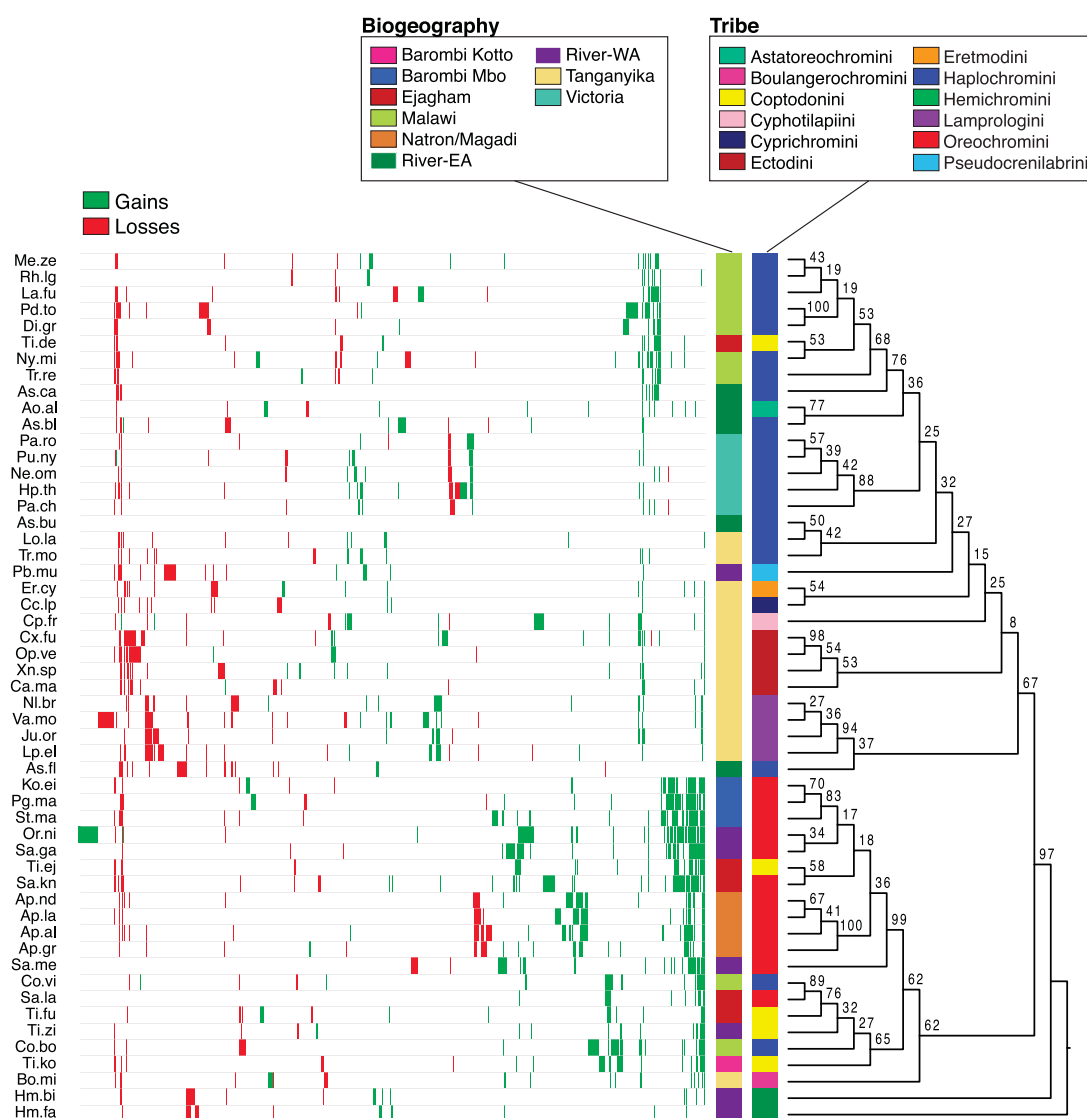 Biogeography
Barombi Kotto
Barombi Mbo
Ejagham
Malawi
Natron/Magadi
River-EA
River-WA
Tanganyika
Victoria
Tribe
Astatoreochromini
Boulangerochromini
Coptodonini
Cyphotilapiini
Cyprichromini
Ectodini
Eretmodini
Haplochromini
Hemichromini
Lamprologini
Oreochromini
Pseudocrenilabrini
Gains
Losses
Me.ze
Rh.lg
La.fu
Pd.to
Di.gr
Ti.de
Ny.mi
Tr.re
As.ca
Ao.al
As.bl
Pa.ro
Pu.ny
Ne.om
Hp.th
Pa.ch
As.bu
Lo.la
Tr.mo
Pb.mu
Er.cy
Cc.lp
Cp.fr
Cx.fu
Op.ve
Xn.sp
Ca.ma
Nl.br
Va.mo
Ju.or
Lp.el
As.fl
Ko.ei
Pg.ma
St.ma
Or.ni
Sa.ga
Ti.ej
Sa.kn
Ap.nd
Ap.la
Ap.al
Ap.gr
Sa.me
Co.vi
Sa.la
Ti.fu
Ti.zi
Co.bo
Ti.ko
Bo.mi
Hm.bi
Hm.fa
43
19
19
100
53
53
68
76
36
77
25
57
39
42
88
32
50
42
27
15
54
25
8
98
54
53
67
27
36
94
37
70
83
17
34
18
58
36
97
67
41
100
99
89
76
62
32
27
62
65